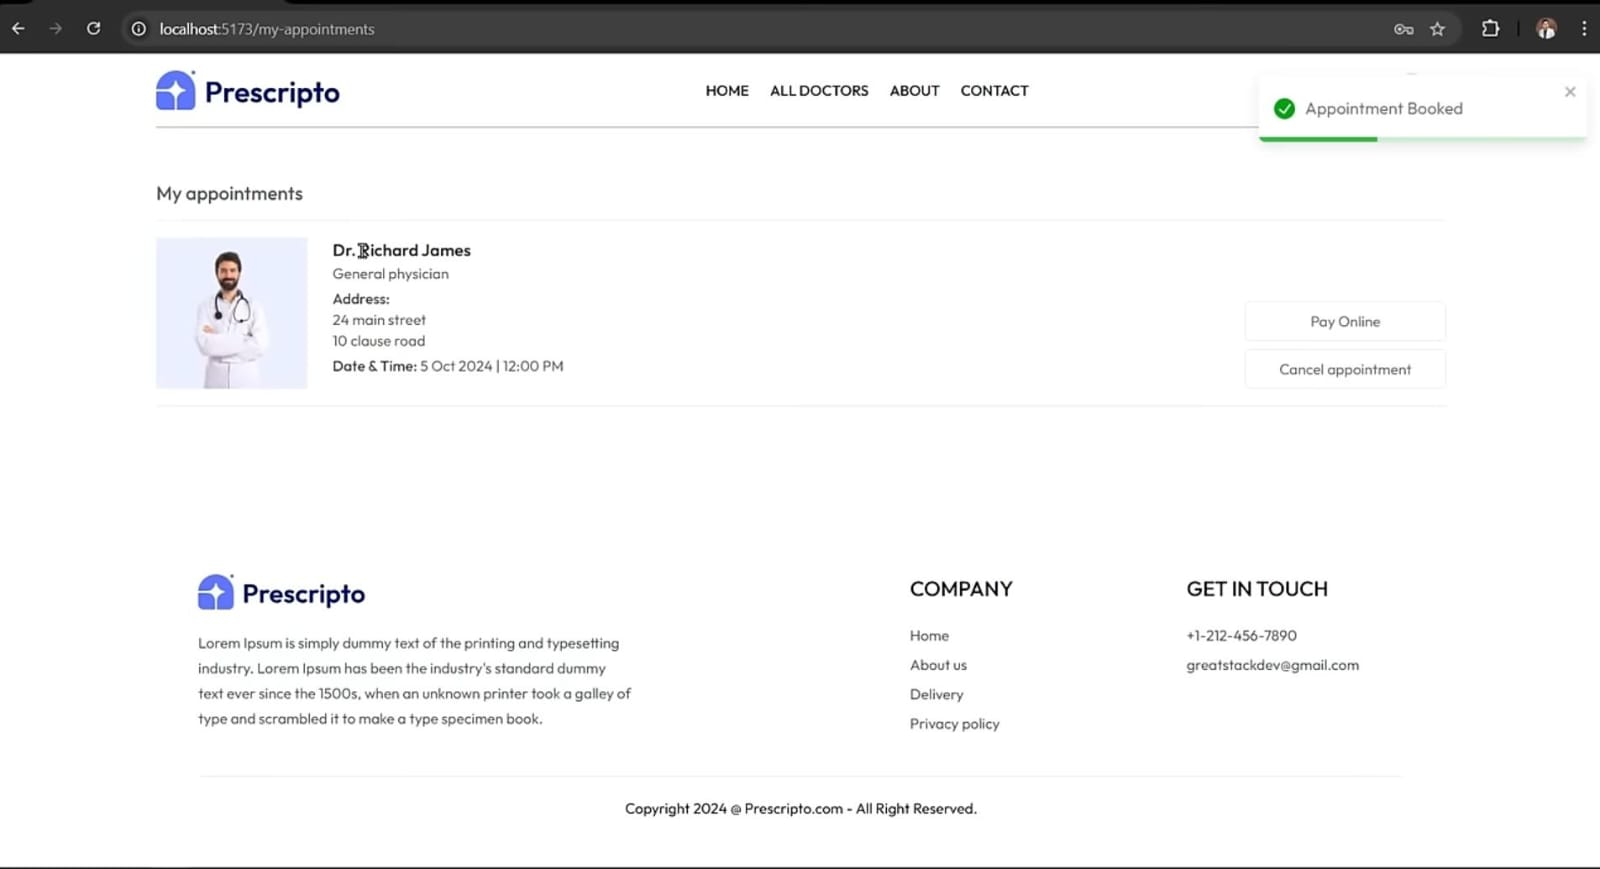 localhost:5173/my-appointments
Prescripto
HOME ALL DOCTORS ABOUT CONTACT
Appointment Booked
My appointments
Dr. Richard James
General physician
Address:
24 main street
10 clause road
Date & Time: 5 Oct 2024 | 12:00 PM
Pay Online
Cancel appointment
Prescripto
Lorem Ipsum is simply dummy text of the printing and typesetting
industry. Lorem Ipsum has been the industry's standard dummy
text ever since the 1500s, when an unknown printer took a galley of
type and scrambled it to make a type specimen book.
COMPANY
Home
About us
Delivery
Privacy policy
GET IN TOUCH
+1-212-456-7890
greatstackdev@gmail.com
Copyright 2024 @ Prescripto.com - All Right Reserved.